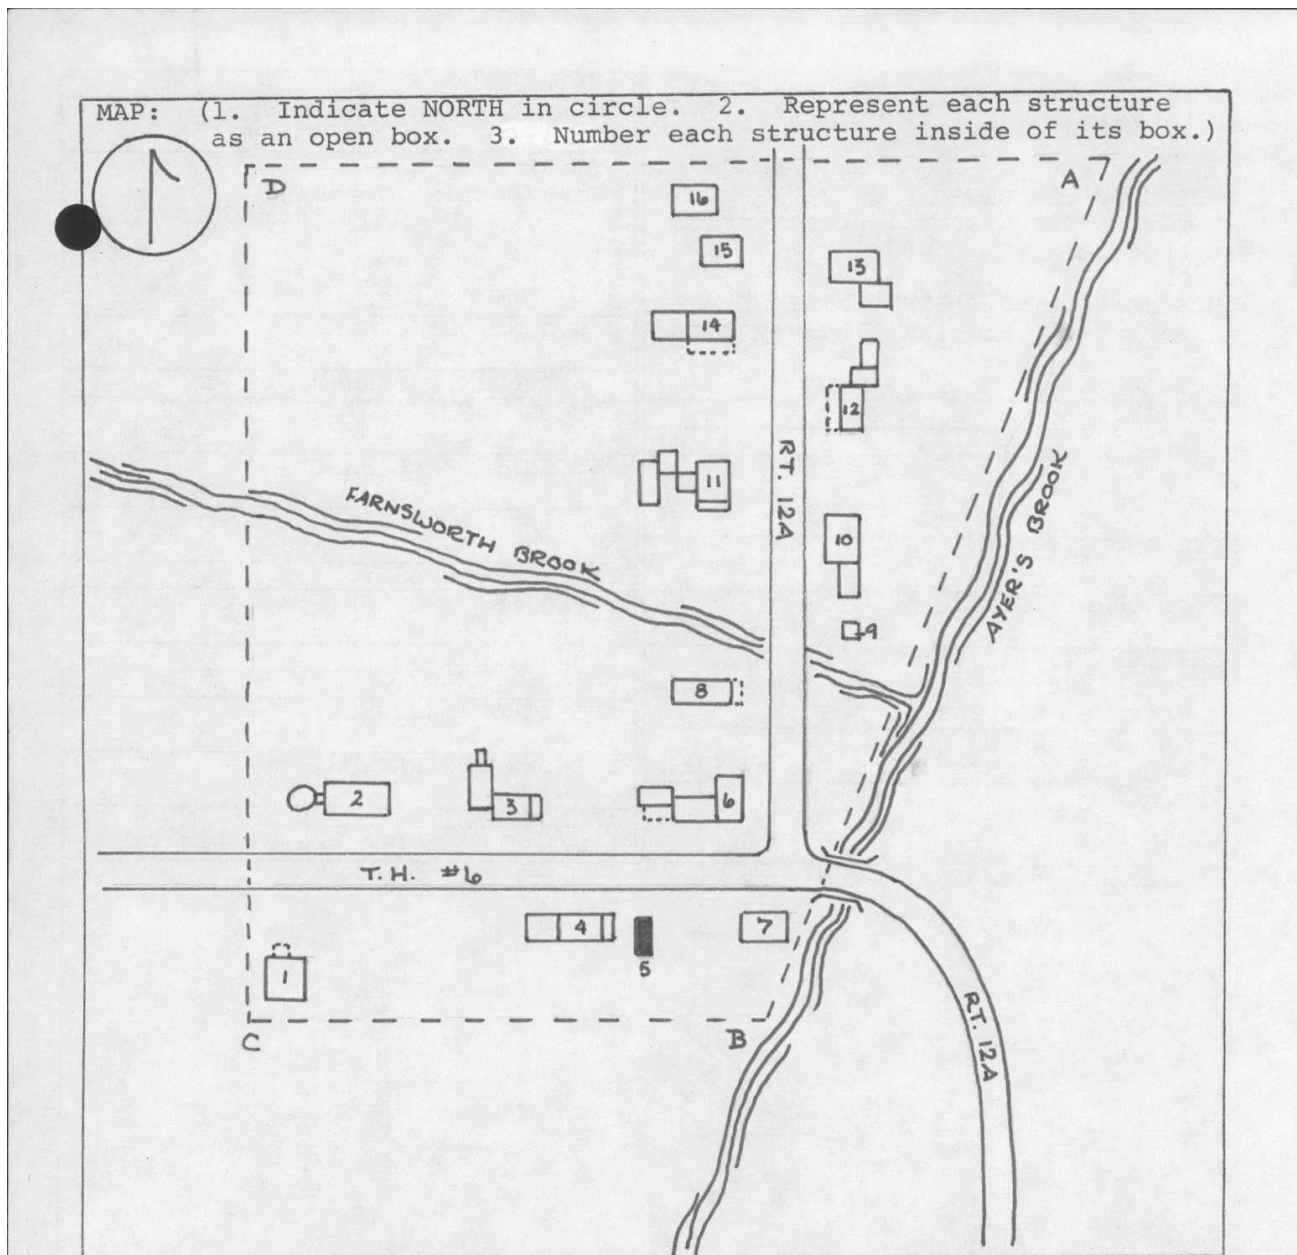 MAP: (1. Indicate NORTH in circle. 2. Represent each structure
as an open box. 3. Number each structure inside of its box.)
D
A
16
15
13
14
12
RT. 12A
11
FARNSWORTH BROOK
AYER'S BROOK
10
9
8
2
3
6
T.H. #6
4
7
5
1
RT. 12A
C
B